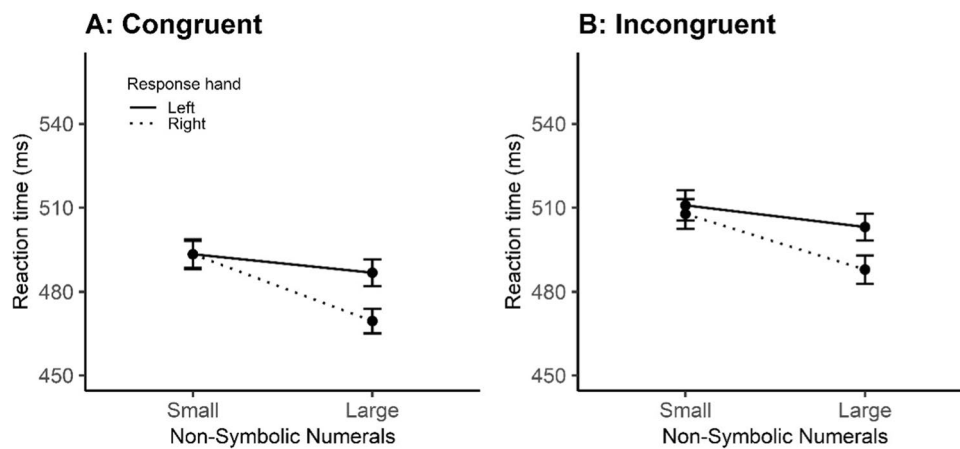 A: Congruent
Response hand
Left
Right
Reaction time (ms)
540
510
480
450
Small Large
Non-Symbolic Numerals
B: Incongruent
Reaction time (ms)
540
510
480
450
Small Large
Non-Symbolic Numerals